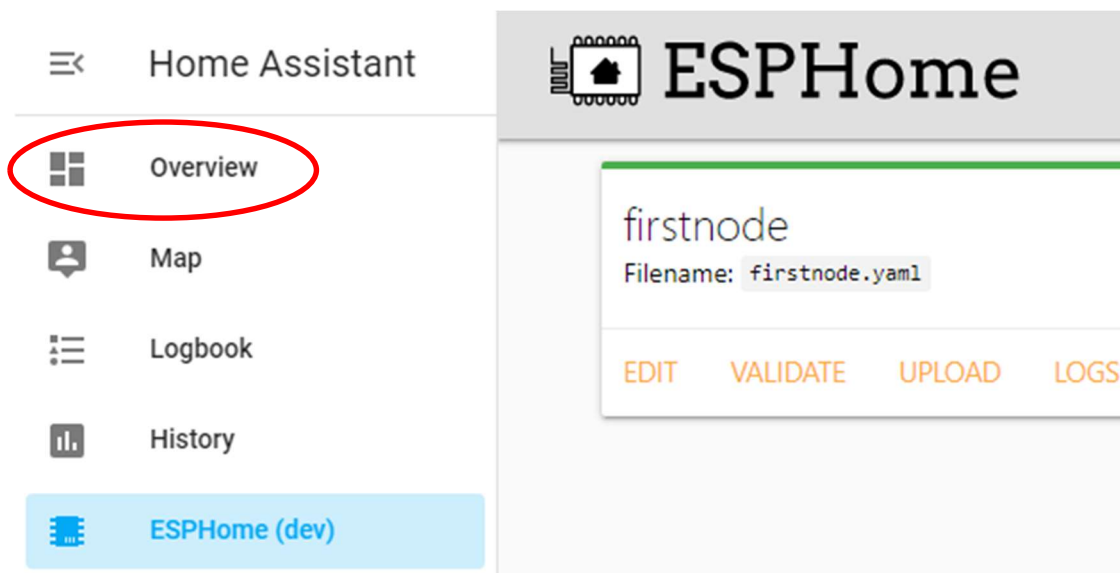 Home Assistant
Overview
Map
Logbook
History
ESPHome (dev)
ESPHome
firstnode
Filename: firstnode.yaml
EDIT VALIDATE UPLOAD LOGS